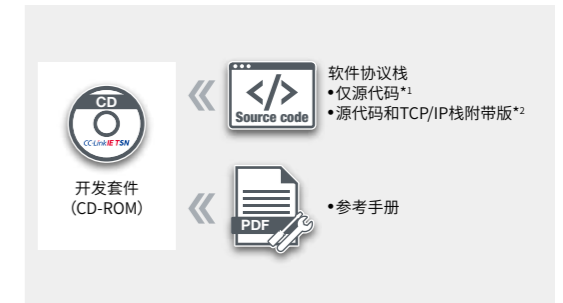 CD
CC-Link IE TSN
开发套件
（CD-ROM）
Source code
软件协议栈
•仅源代码*1
•源代码和TCP/IP栈附带版*2
PDF
•参考手册